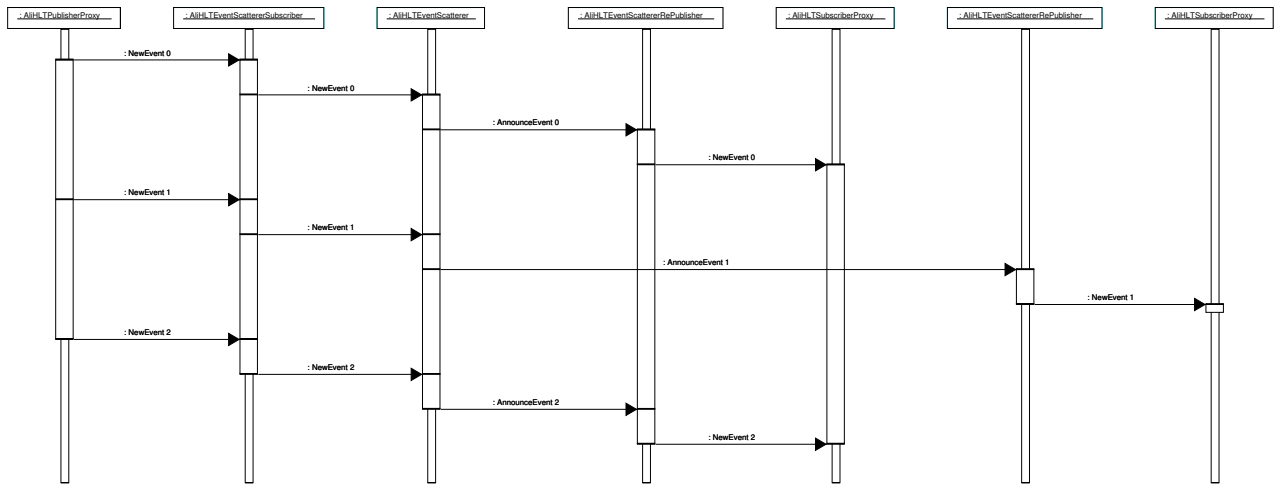 : AliHLTPublisherProxy
: AliHLTEventScattererSubscriber
: AliHLTEventScatterer
: AliHLTEventScattererRePublisher
: AliHLTSubscriberProxy
: AliHLTEventScattererRePublisher
: AliHLTSubscriberProxy
: NewEvent 0
: NewEvent 0
: AnnounceEvent 0
: NewEvent 0
: NewEvent 1
: NewEvent 1
: AnnounceEvent 1
: NewEvent 1
: NewEvent 2
: NewEvent 2
: AnnounceEvent 2
: NewEvent 2